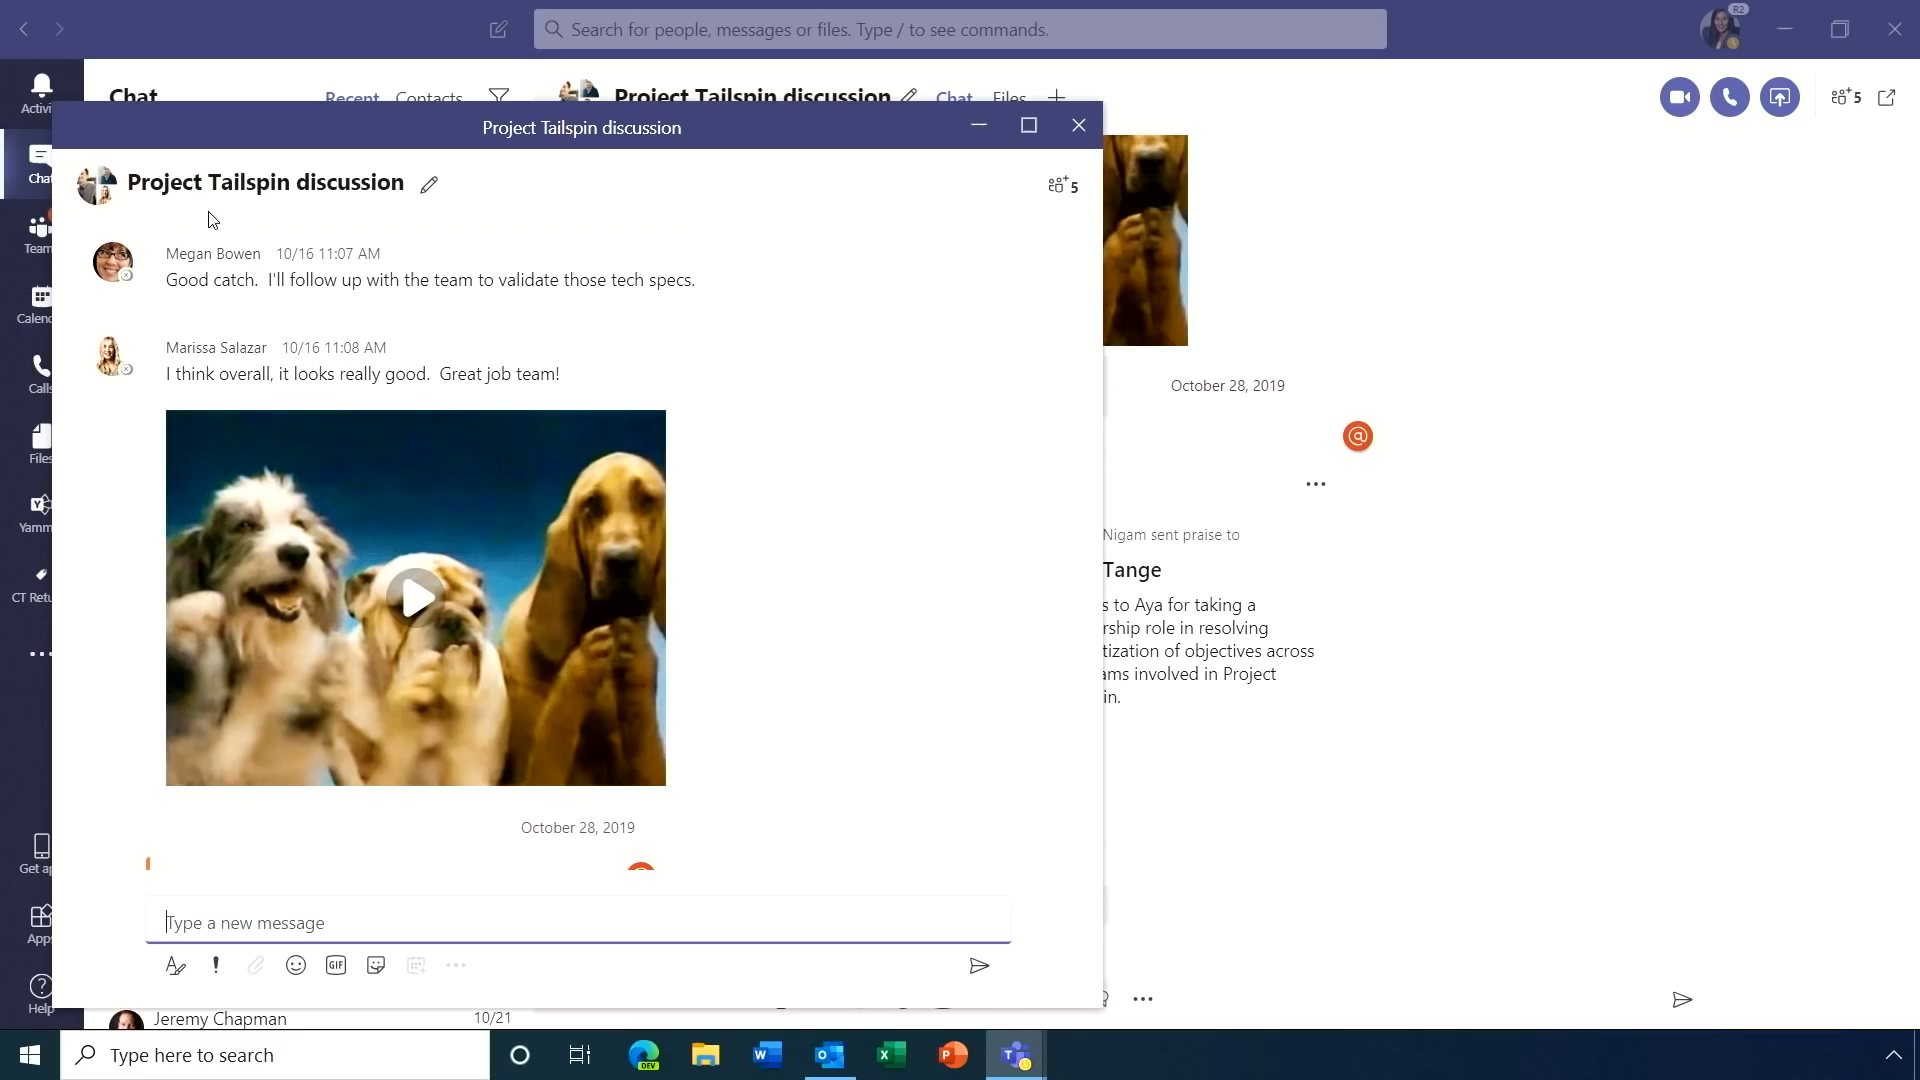 Search for people, messages or files. Type / to see commands.
R2
Activi
Chat
Recent
Contacts
Project Tailspin discussion
Chat
Files
5
Project Tailspin discussion
Chat
Project Tailspin discussion
5
Team
Megan Bowen 10/16 11:07 AM
Good catch. I'll follow up with the team to validate those tech specs.
Calend
Marissa Salazar 10/16 11:08 AM
I think overall, it looks really good. Great job team!
Calls
October 28, 2019
@
Files
Yamm
Nigam sent praise to
Tange
CT Retu
s to Aya for taking a
rship role in resolving
tization of objectives across
ams involved in Project
in.
October 28, 2019
Get ap
Type a new message
Apps
GIF
Help
Jeremy Chapman 10/21
Type here to search
DEV
W
O
X
P
T